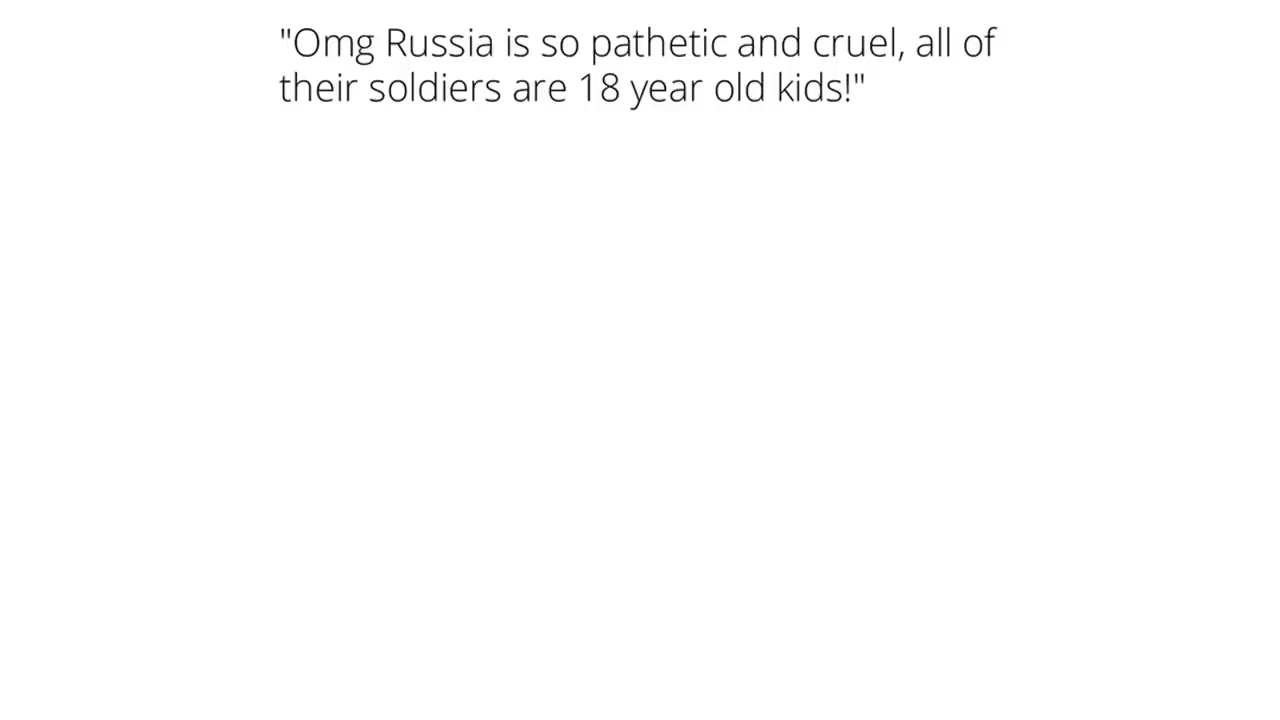 "Omg Russia is so pathetic and cruel, all of
their soldiers are 18 year old kids!"